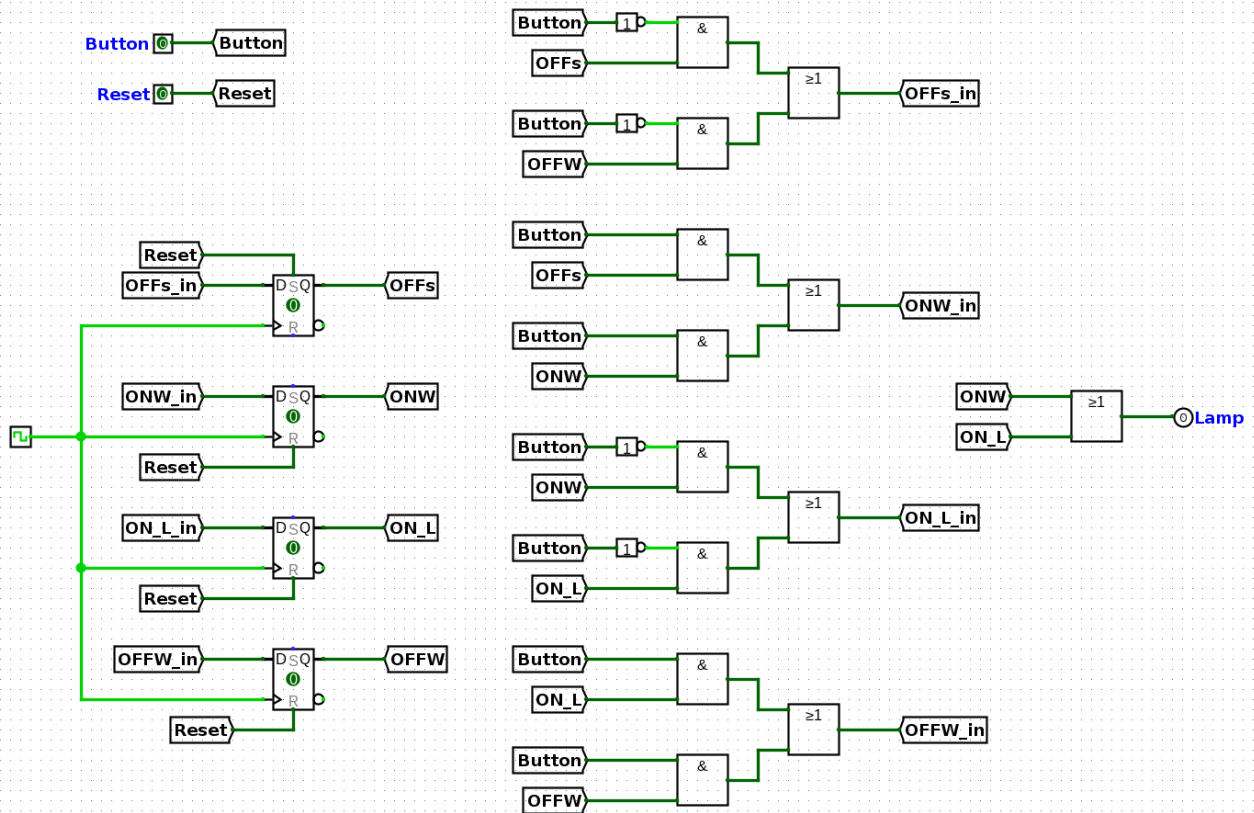 Button 0 Button
Reset 0 Reset
Button 1 &
OFFs
≥1 OFFs_in
Button 1 &
OFFW
Reset
OFFs_in D S Q OFFs
0
R
ONW_in D S Q ONW
0
R
Reset
ON_L_in D S Q ON_L
0
R
Reset
OFFW_in D S Q OFFW
0
R
Reset
Button &
OFFs
≥1 ONW_in
Button &
ONW
Button 1 &
ONW
≥1 ON_L_in
Button 1 &
ON_L
Button &
ON_L
≥1 OFFW_in
Button &
OFFW
ONW ≥1
0 Lamp
ON_L